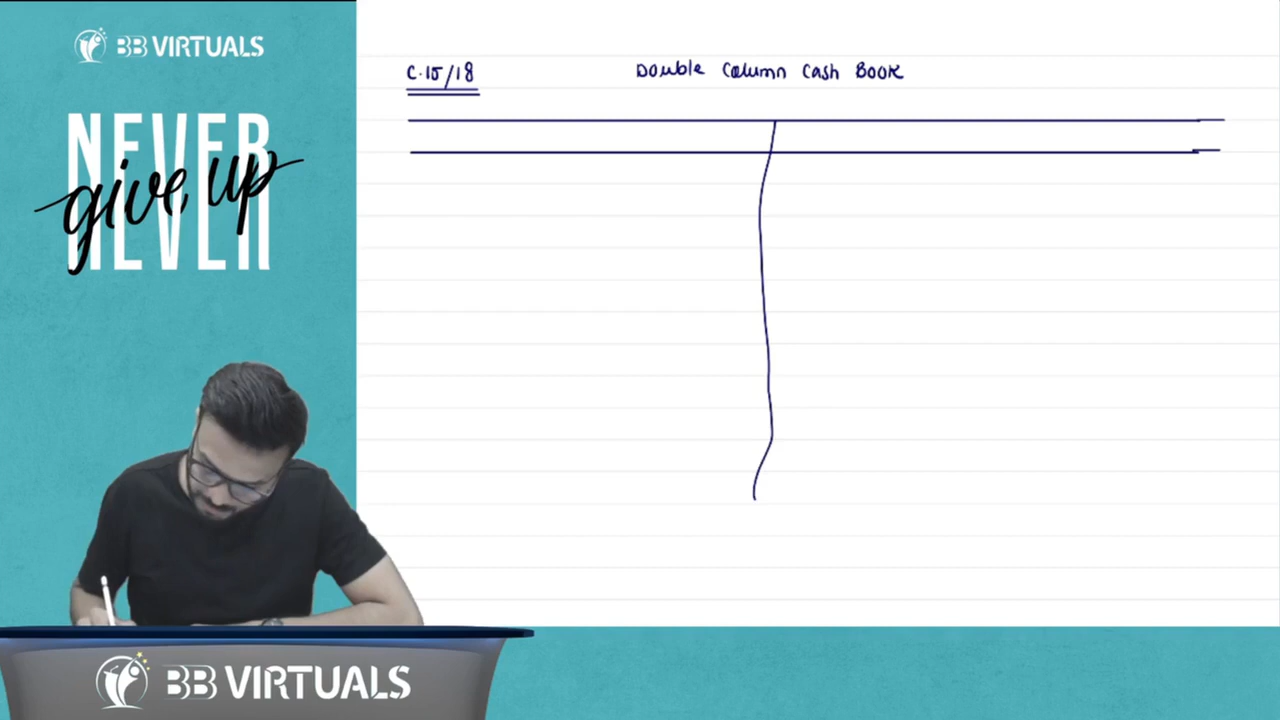 BB VIRTUALS
NEVER
give up
NEVER
C.15/18
Double Column Cash Book
BB VIRTUALS